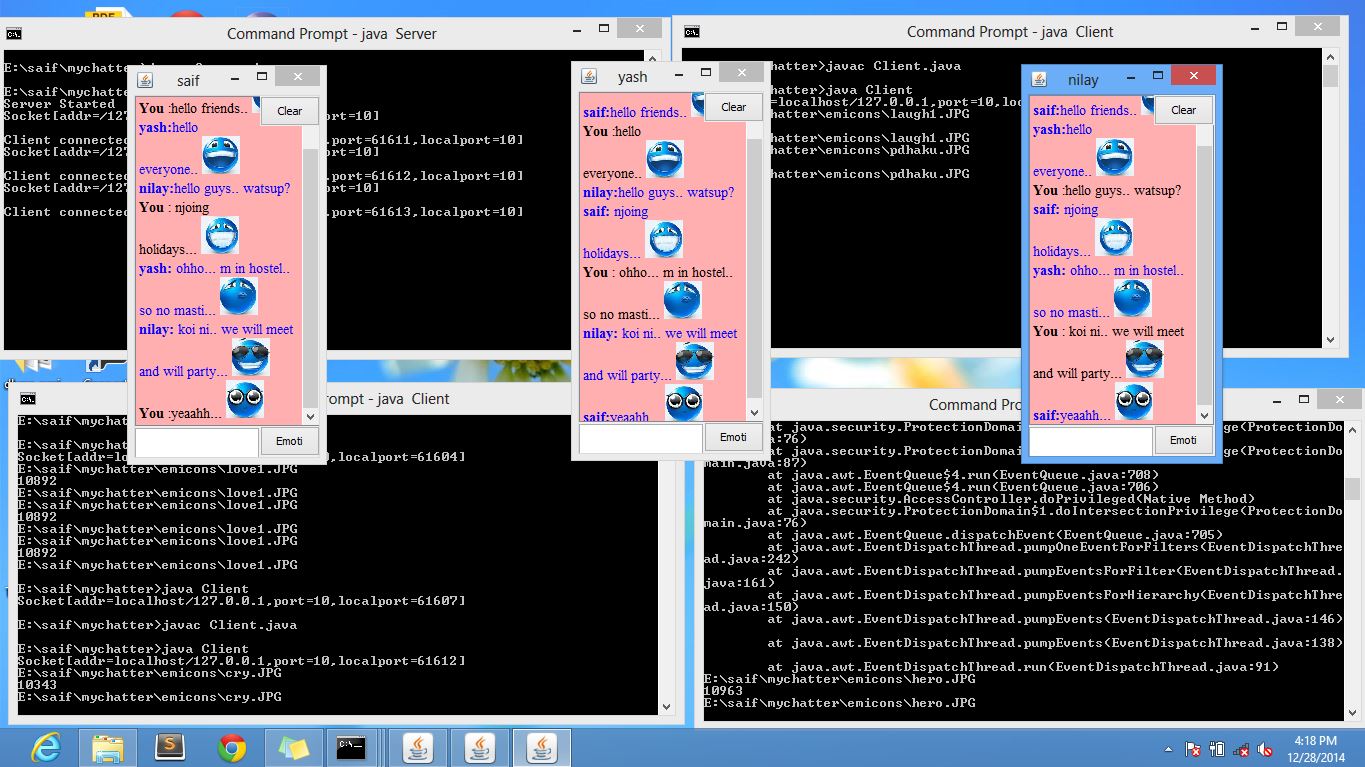 PDF
Command Prompt - java  Server
E:\saif\mychatter>
E:\saif\mychatter>
Server Started
Socket[addr=/127
Client connected
Socket[addr=/127
Client connected
Socket[addr=/127
Client connected
=10]
.port=61611,localport=10]
=10]
.port=61612,localport=10]
=10]
.port=61613,localport=10]
saif
Clear
You :hello friends..
yash:hello
everyone..
nilay:hello guys.. watsup?
You : njoing
holidays...
yash: ohho... m in hostel..
so no masti...
nilay: koi ni.. we will meet
and will party...
You :yeaahh...
Emoti
yash
Clear
saif:hello friends..
You :hello
everyone..
nilay:hello guys.. watsup?
saif: njoing
holidays...
You : ohho... m in hostel..
so no masti...
nilay: koi ni.. we will meet
and will party...
saif:yeaahh
Emoti
Command Prompt - java  Client
hatter>javac Client.java
hatter>java Client
=localhost/127.0.0.1,port=10,loc
hatter\emicons\laugh1.JPG
hatter\emicons\laugh1.JPG
hatter\emicons\pdhaku.JPG
hatter\emicons\pdhaku.JPG
nilay
Clear
saif:hello friends..
yash:hello
everyone..
You :hello guys.. watsup?
saif: njoing
holidays...
yash: ohho... m in hostel..
so no masti...
You : koi ni.. we will meet
and will party...
saif:yeaahh...
Emoti
rompt - java  Client
E:\saif\mychatter>
E:\saif\mychatter>
Socket[addr=loca
,localport=61604]
E:\saif\mychatter\emicons\love1.JPG
10892
E:\saif\mychatter\emicons\love1.JPG
E:\saif\mychatter\emicons\love1.JPG
10892
E:\saif\mychatter\emicons\love1.JPG
E:\saif\mychatter\emicons\love1.JPG
10892
E:\saif\mychatter\emicons\love1.JPG
E:\saif\mychatter>java Client
Socket[addr=localhost/127.0.0.1,port=10,localport=61607]
E:\saif\mychatter>javac Client.java
E:\saif\mychatter>java Client
Socket[addr=localhost/127.0.0.1,port=10,localport=61612]
E:\saif\mychatter\emicons\cry.JPG
10343
E:\saif\mychatter\emicons\cry.JPG
Command Pro
at java.security.ProtectionDomain
ge(ProtectionDo
ain.java:76)
at java.security.ProtectionDomain
ge(ProtectionDo
main.java:87)
at java.awt.EventQueue$4.run(EventQueue.java:708)
at java.awt.EventQueue$4.run(EventQueue.java:706)
at java.security.AccessController.doPrivileged(Native Method)
at java.security.ProtectionDomain$1.doIntersectionPrivilege(ProtectionDo
main.java:76)
at java.awt.EventQueue.dispatchEvent(EventQueue.java:705)
at java.awt.EventDispatchThread.pumpOneEventForFilters(EventDispatchThre
ad.java:242)
at java.awt.EventDispatchThread.pumpEventsForFilter(EventDispatchThread.
java:161)
at java.awt.EventDispatchThread.pumpEventsForHierarchy(EventDispatchThre
ad.java:150)
at java.awt.EventDispatchThread.pumpEvents(EventDispatchThread.java:146)
at java.awt.EventDispatchThread.pumpEvents(EventDispatchThread.java:138)
at java.awt.EventDispatchThread.run(EventDispatchThread.java:91)
E:\saif\mychatter\emicons\hero.JPG
10963
E:\saif\mychatter\emicons\hero.JPG
4:18 PM
12/28/2014